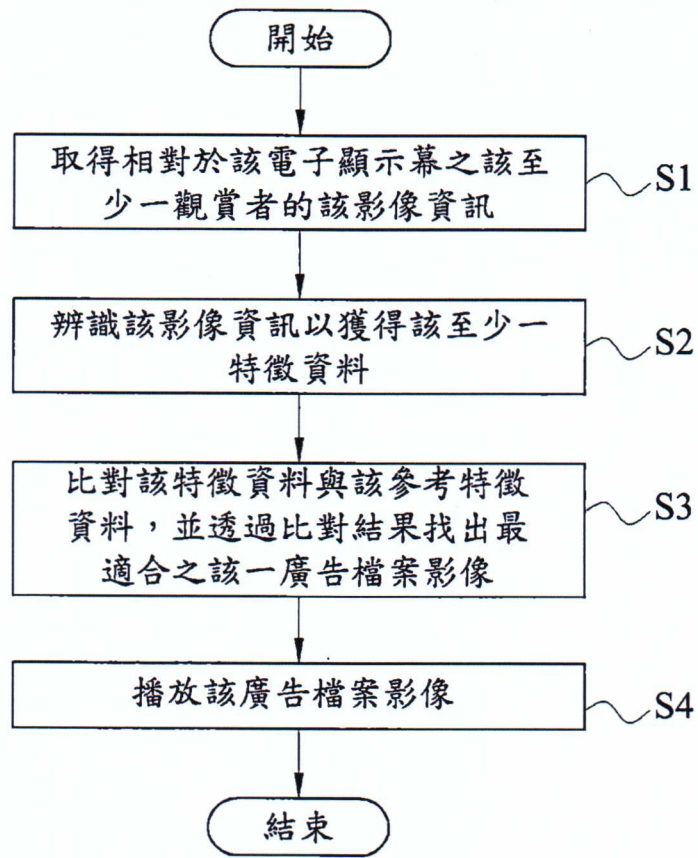 開始
取得相對於該電子顯示幕之該至
少一觀賞者的該影像資訊
S1
辨識該影像資訊以獲得該至少一
特徵資料
S2
比對該特徵資料與該參考特徵
資料，並透過比對結果找出最
適合之該一廣告檔案影像
S3
播放該廣告檔案影像
S4
結束